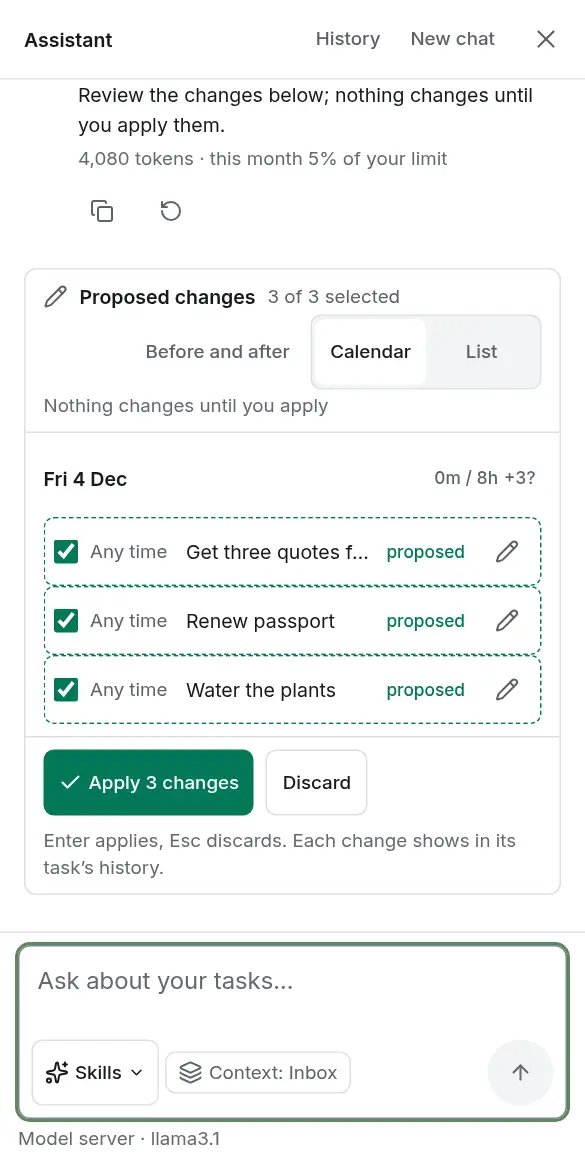 Assistant History New chat
Review the changes below; nothing changes until
you apply them.
4,080 tokens · this month 5% of your limit
Proposed changes 3 of 3 selected
Before and after Calendar List
Nothing changes until you apply
Fri 4 Dec 0m / 8h +3?
Any time Get three quotes f... proposed
Any time Renew passport proposed
Any time Water the plants proposed
Apply 3 changes Discard
Enter applies, Esc discards. Each change shows in its
task’s history.
Ask about your tasks...
Skills Context: Inbox
Model server · llama3.1